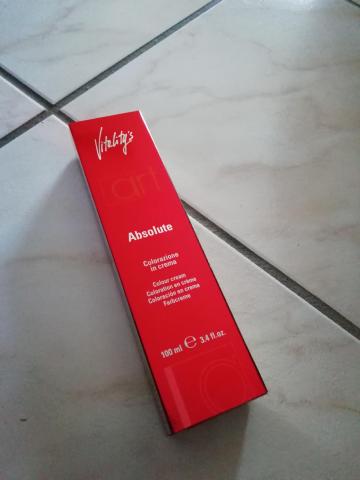 Vitality's
art
Absolute
Colorazione
in crema
Colour cream
Coloration en crème
Coloración en crema
Farbcreme
100 ml e 3.4 fl.oz.